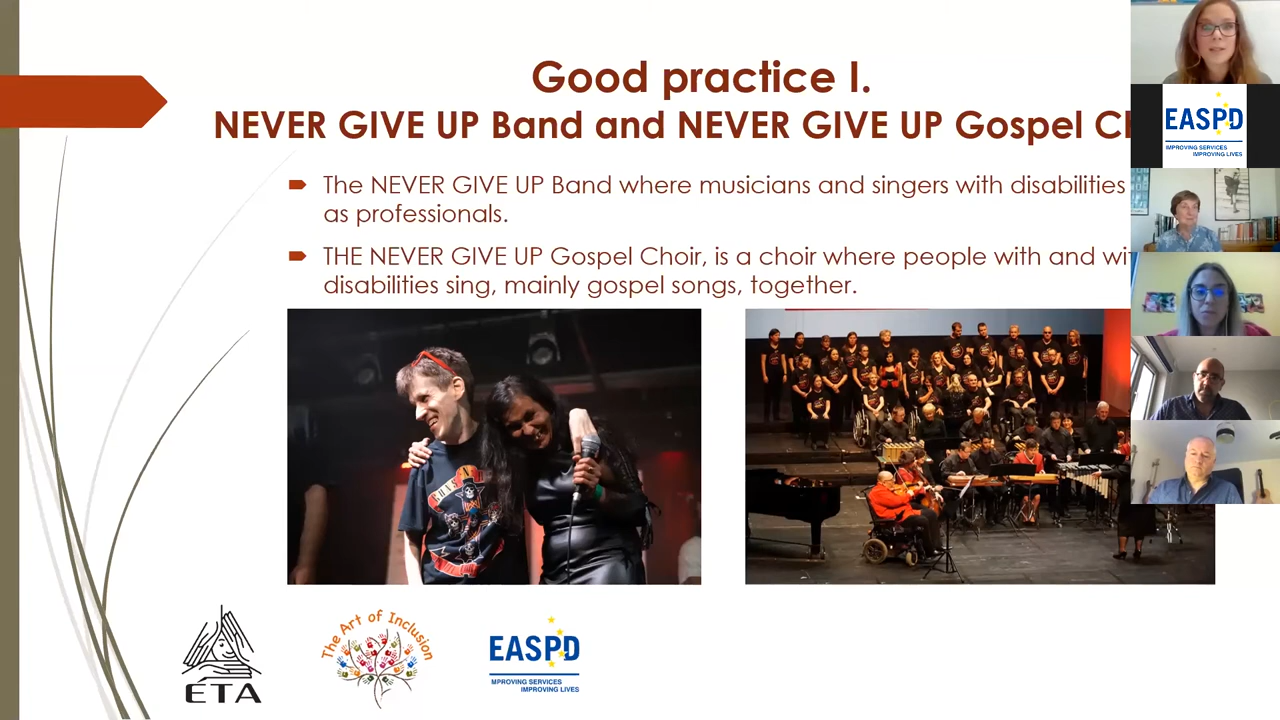 Good practice I.
NEVER GIVE UP Band and NEVER GIVE UP Gospel
The NEVER GIVE UP Band where musicians and singers with disabilities
as professionals.
THE NEVER GIVE UP Gospel Choir, is a choir where people with and
disabilities sing, mainly gospel songs, together.
EASPD
IMPROVING SERVICES
IMPROVING LIVES
ETA
The Art of Inclusion
EASPD
MPROVING SERVICES
IMPROVING LIVES